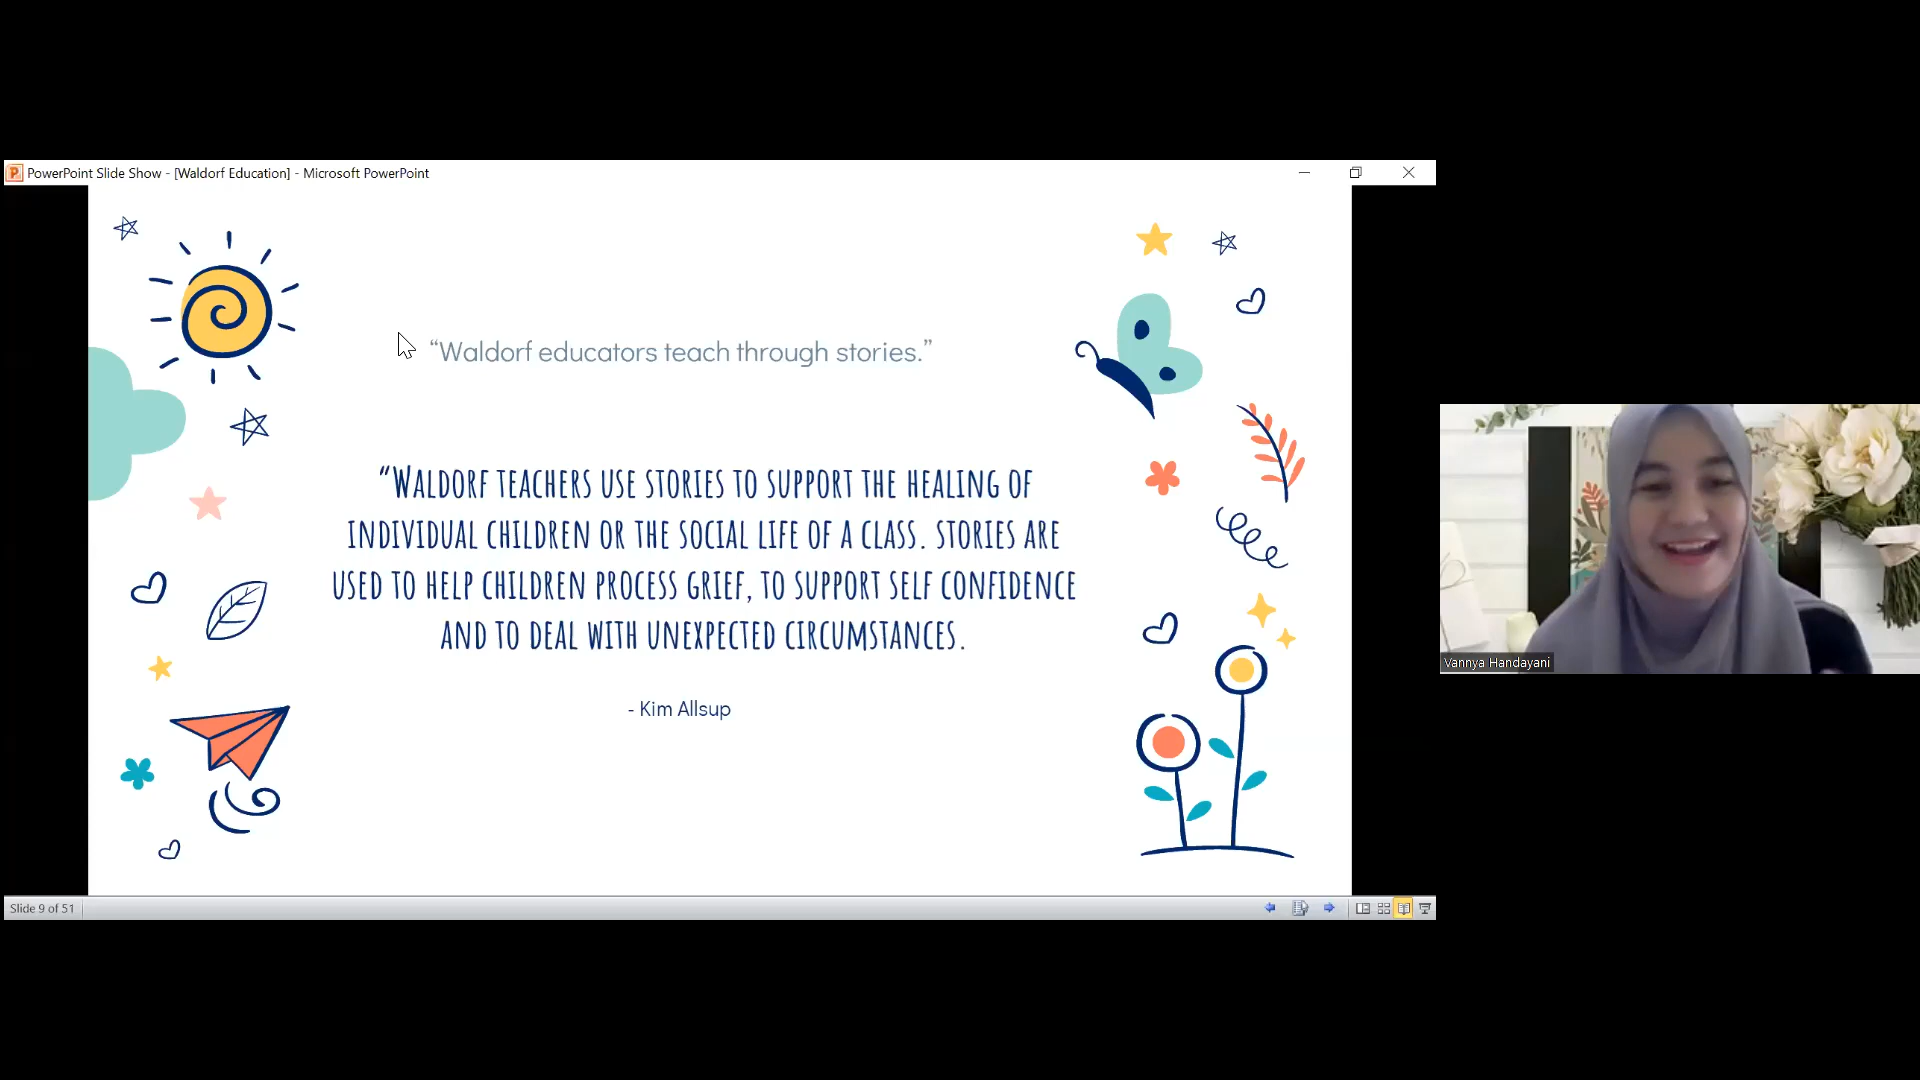 PowerPoint Slide Show - [Waldorf Education] - Microsoft PowerPoint
“Waldorf educators teach through stories.”
“WALDORF TEACHERS USE STORIES TO SUPPORT THE HEALING OF
INDIVIDUAL CHILDREN OR THE SOCIAL LIFE OF A CLASS. STORIES ARE
USED TO HELP CHILDREN PROCESS GRIEF, TO SUPPORT SELF CONFIDENCE
AND TO DEAL WITH UNEXPECTED CIRCUMSTANCES.
- Kim Allsup
Vannya Handayani
Slide 9 of 51